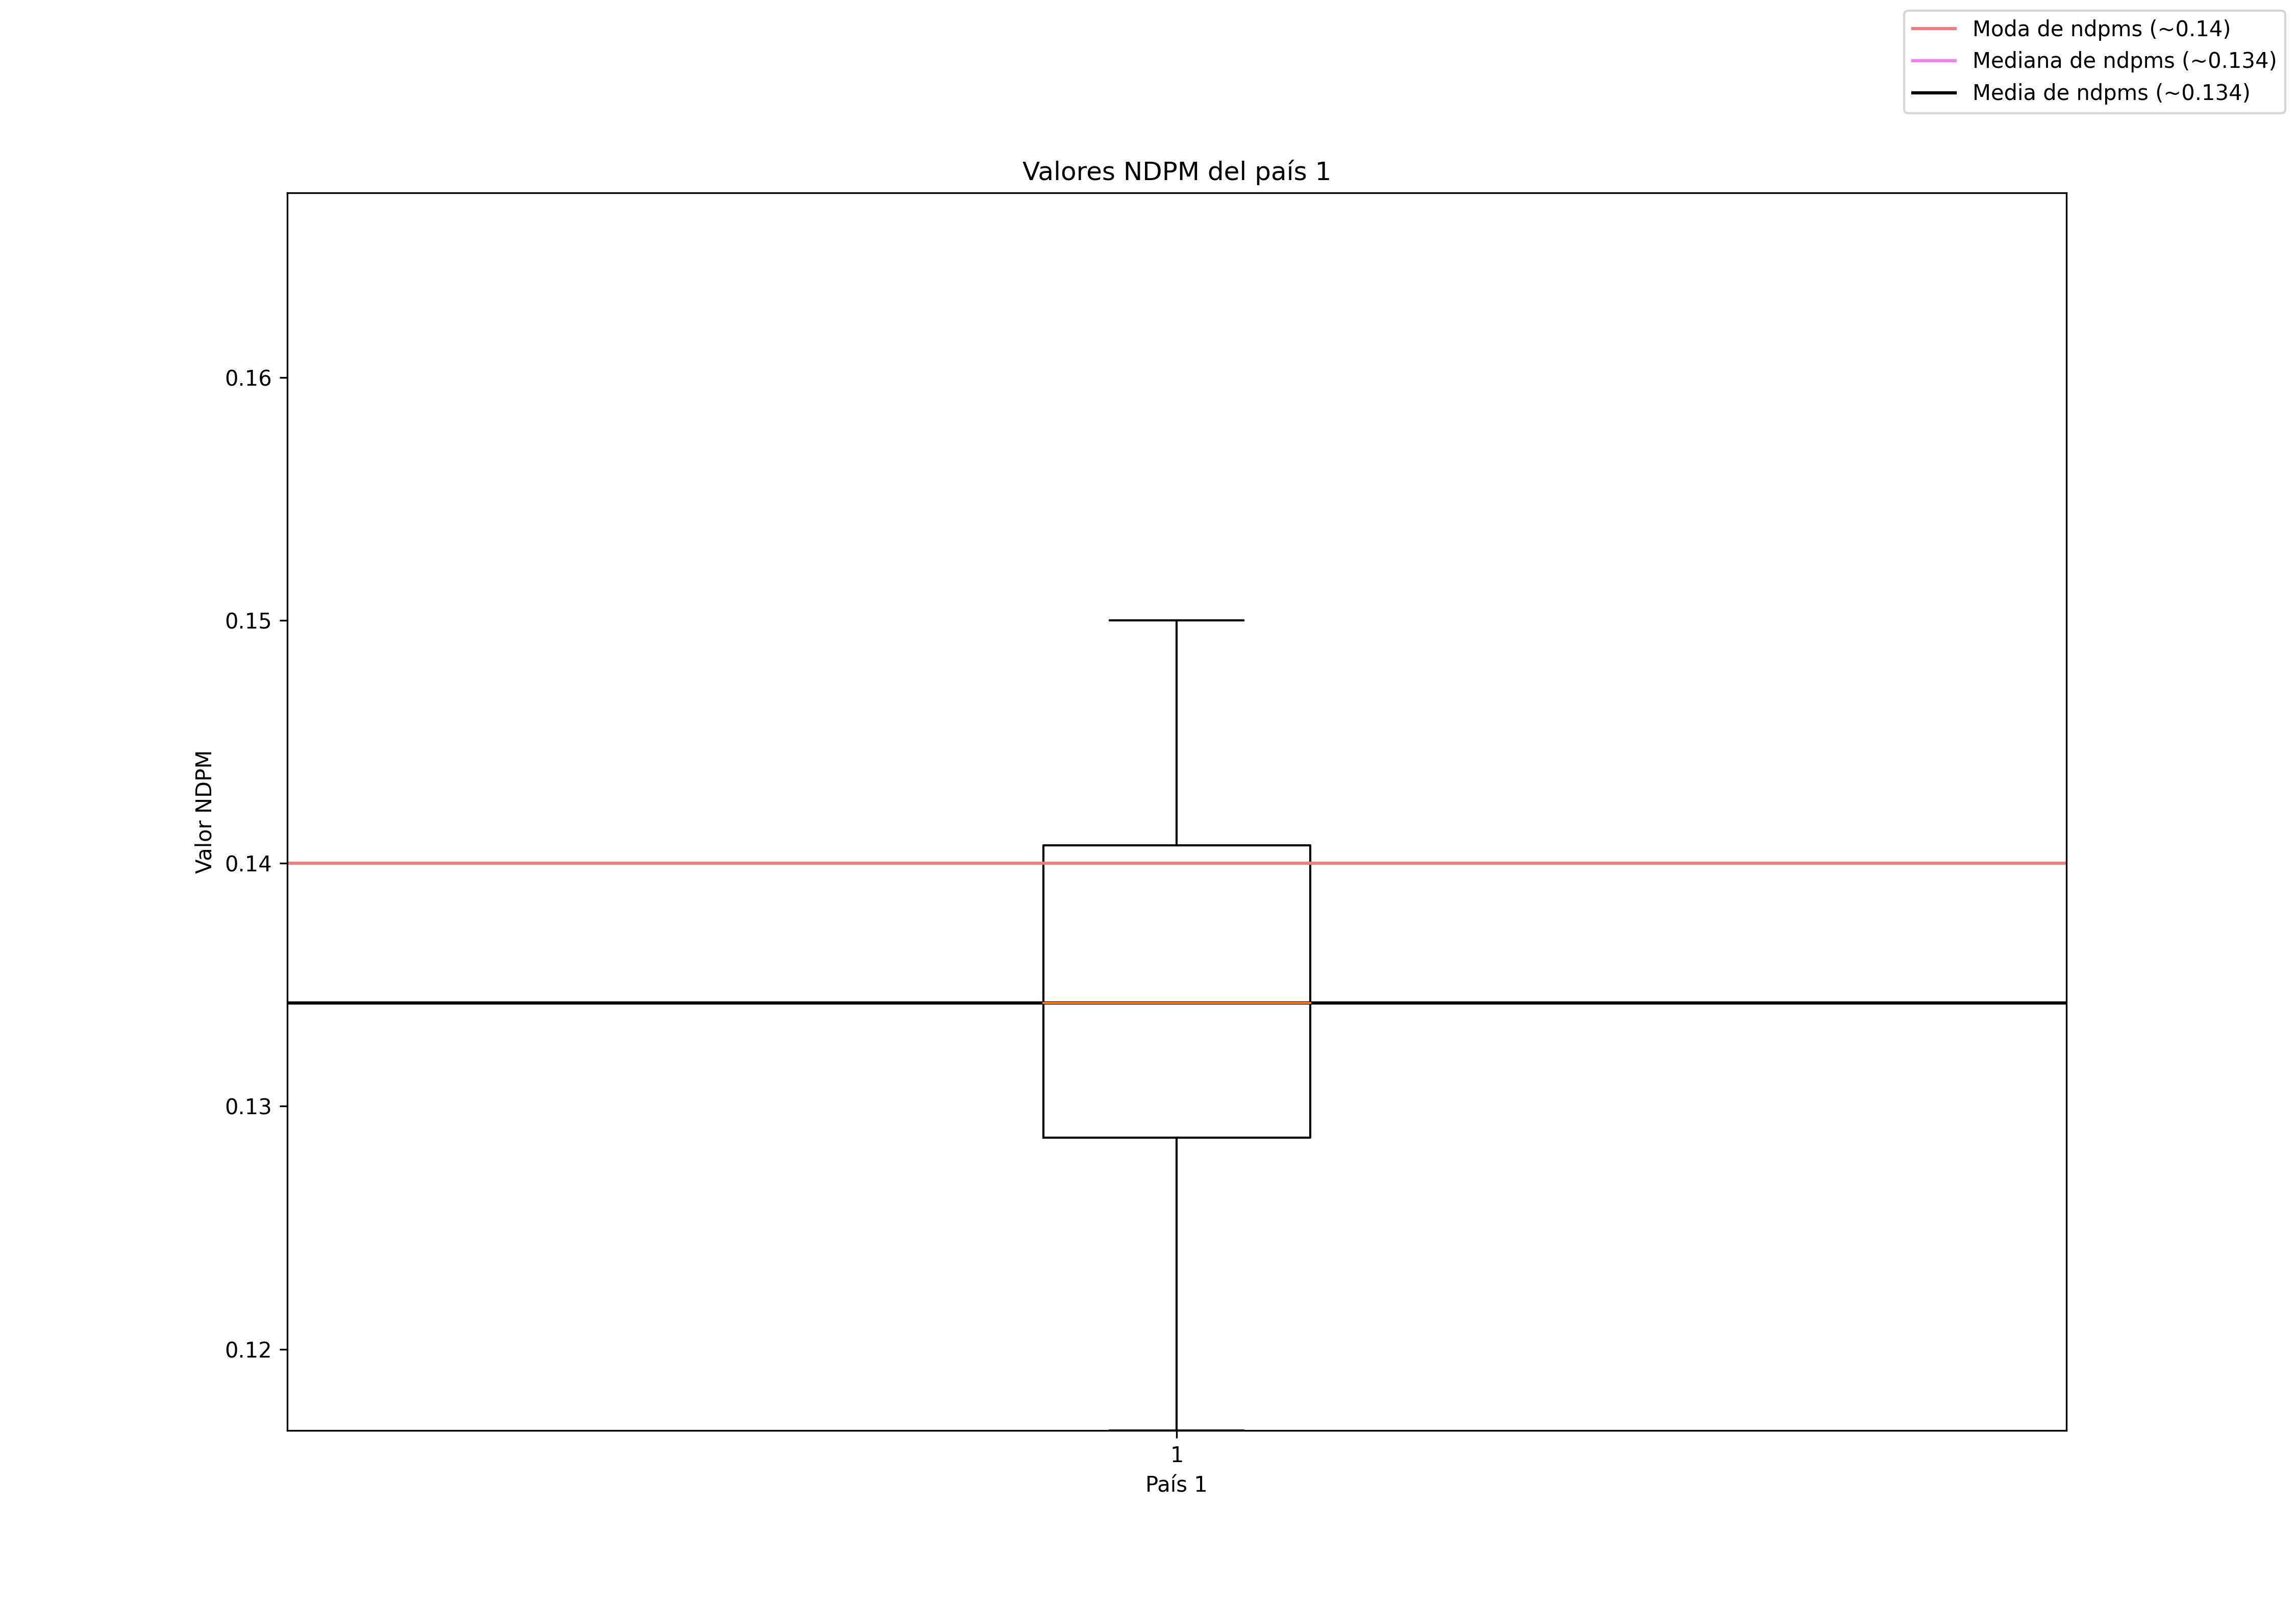 Moda de ndpms (~0.14)
Mediana de ndpms (~0.134)
Media de ndpms (~0.134)
Valores NDPM del país 1
0.16
0.15
0.14
0.13
0.12
Valor NDPM
1
País 1